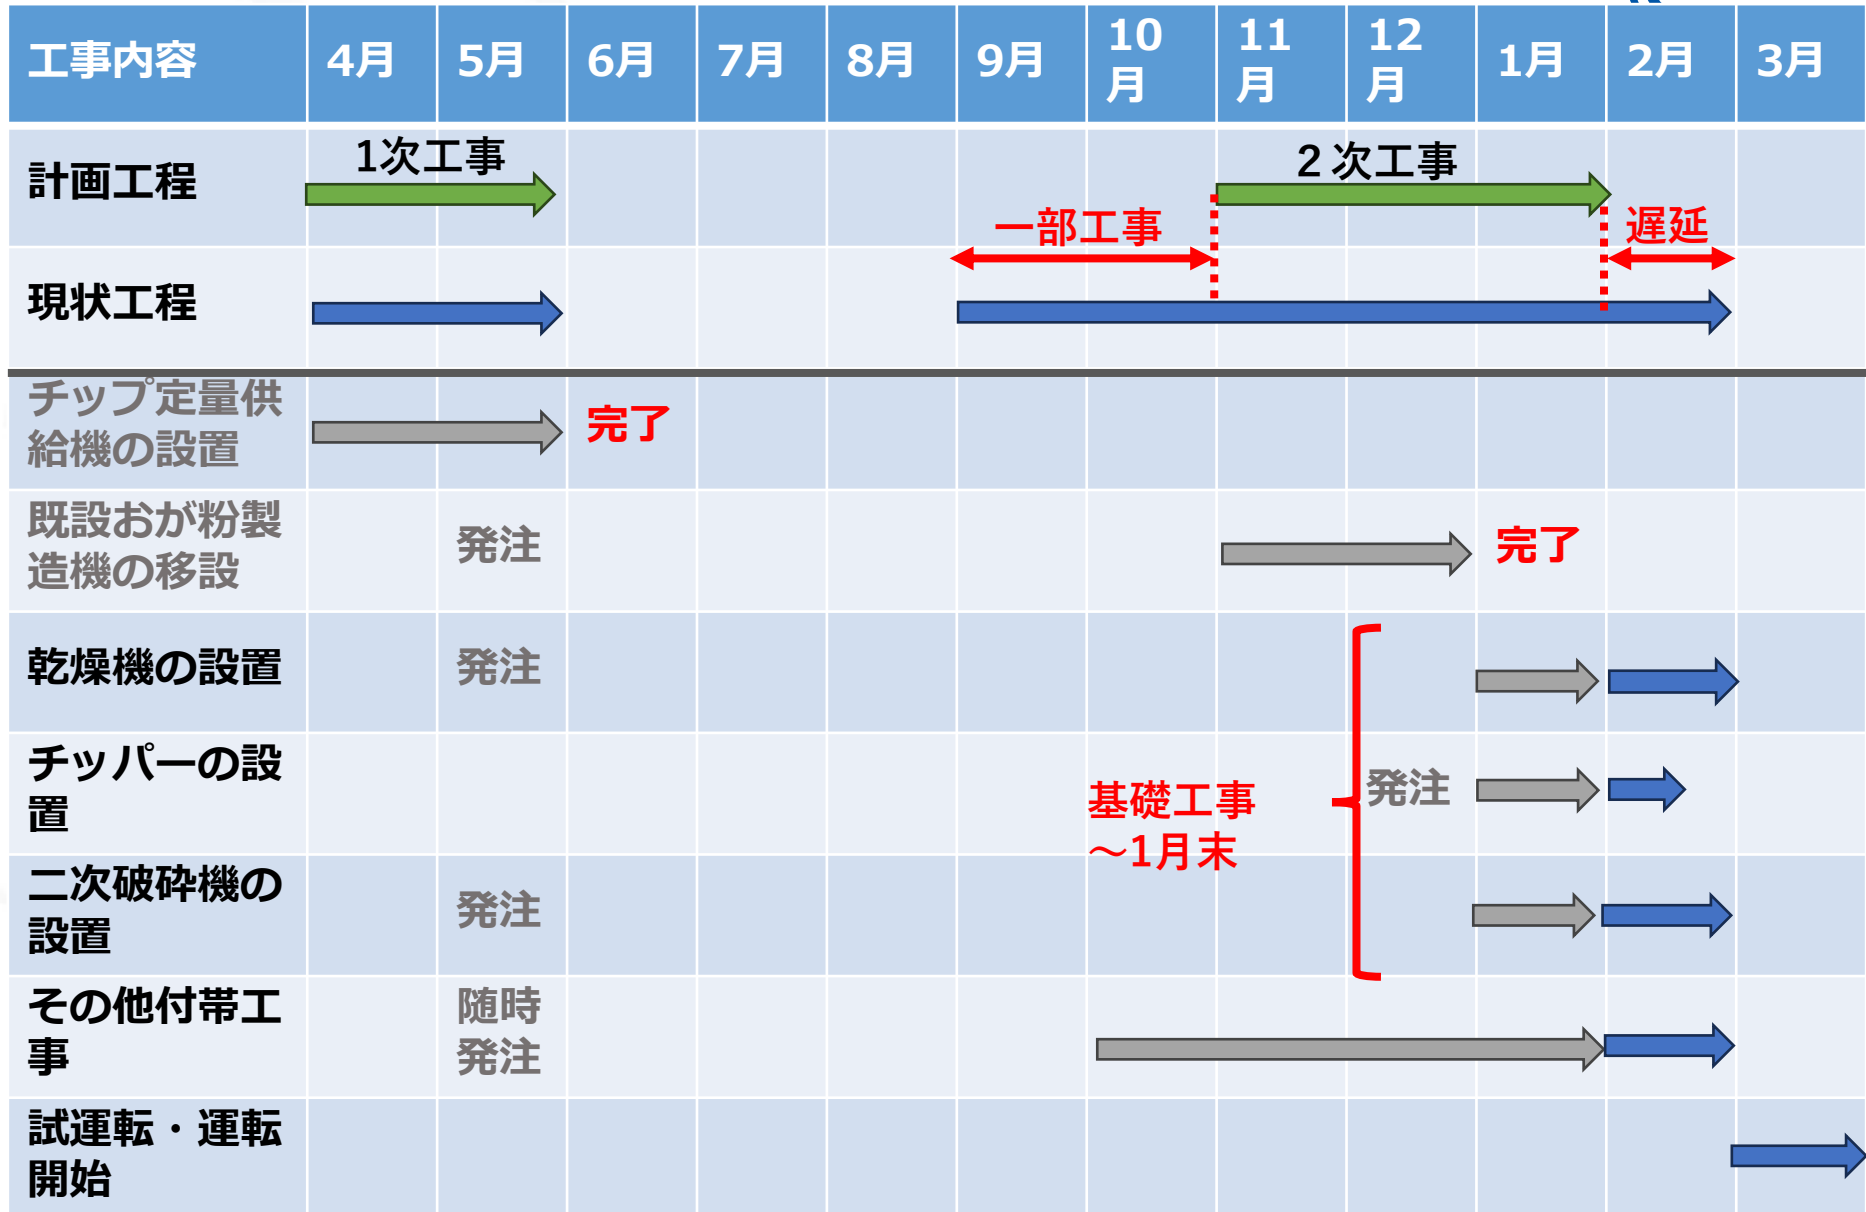 工事内容 4月 5月 6月 7月 8月 9月 10月 11月 12月 1月 2月 3月
計画工程 1次工事 2次工事
一部工事 遅延
現状工程
チップ定量供
給機の設置
完了
既設おが粉製
造機の移設
発注 完了
乾燥機の設置 発注
チッパーの設
置
発注
基礎工事
~1月末
二次破砕機の
設置
発注
その他付帯工
事
随時
発注
試運転・運転
開始